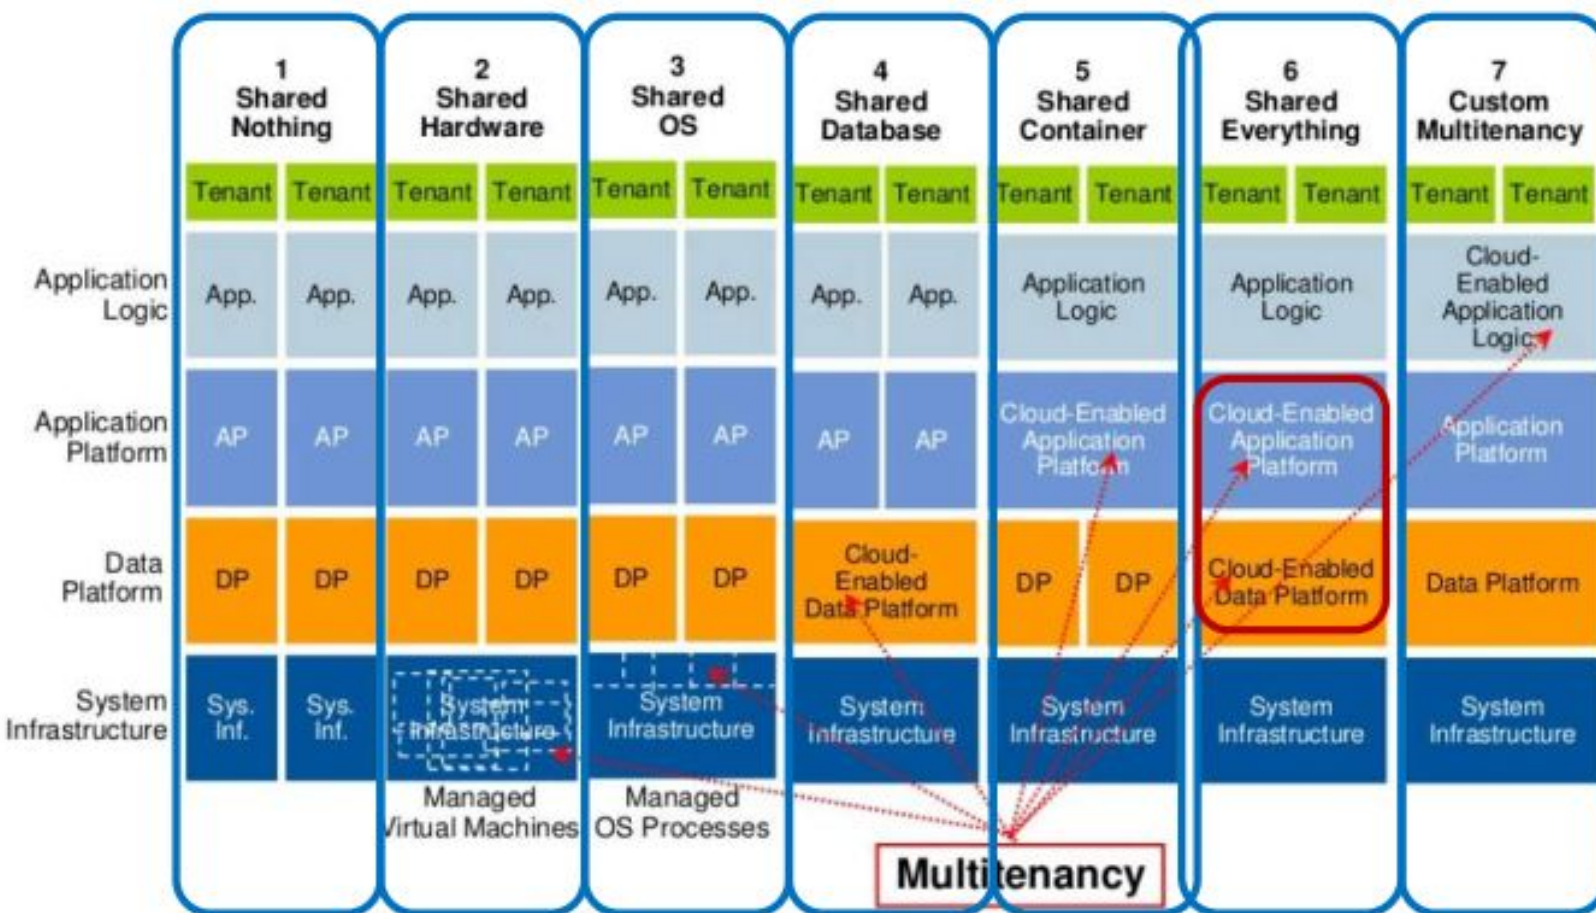 1
Shared
Nothing
2
Shared
Hardware
3
Shared
OS
4
Shared
Database
5
Shared
Container
6
Shared
Everything
7
Custom
Multitenancy
Tenant Tenant Tenant Tenant Tenant Tenant Tenant Tenant Tenant Tenant Tenant Tenant Tenant Tenant
Application
Logic
App. App. App. App. App. App. App. App.
Application
Logic
Application
Logic
Cloud-
Enabled
Application
Logic
Application
Platform
AP AP AP AP AP AP AP AP
Cloud-Enabled
Application
Platform
Cloud-Enabled
Application
Platform
Application
Platform
Data
Platform
DP DP DP DP DP DP
Cloud-
Enabled
Data Platform
DP DP
Cloud-Enabled
Data Platform
Data Platform
System
Infrastructure
Sys.
Inf.
Sys.
Inf.
System
Infrastructure
System
Infrastructure
System
Infrastructure
System
Infrastructure
System
Infrastructure
System
Infrastructure
Managed
Virtual Machines
Managed
OS Processes
Multitenancy